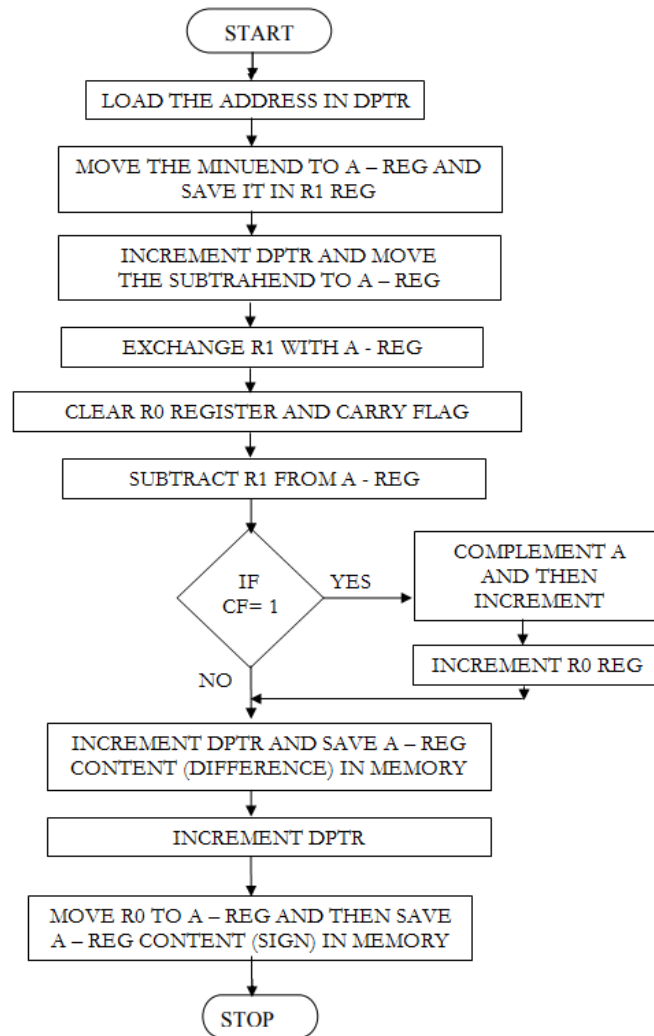 START
LOAD THE ADDRESS IN DPTR
MOVE THE MINUEND TO A – REG AND
SAVE IT IN R1 REG
INCREMENT DPTR AND MOVE
THE SUBTRAHEND TO A – REG
EXCHANGE R1 WITH A - REG
CLEAR R0 REGISTER AND CARRY FLAG
SUBTRACT R1 FROM A - REG
IF
CF= 1
YES
COMPLEMENT A
AND THEN
INCREMENT
INCREMENT R0 REG
NO
INCREMENT DPTR AND SAVE A – REG
CONTENT (DIFFERENCE) IN MEMORY
INCREMENT DPTR
MOVE R0 TO A – REG AND THEN SAVE
A – REG CONTENT (SIGN) IN MEMORY
STOP